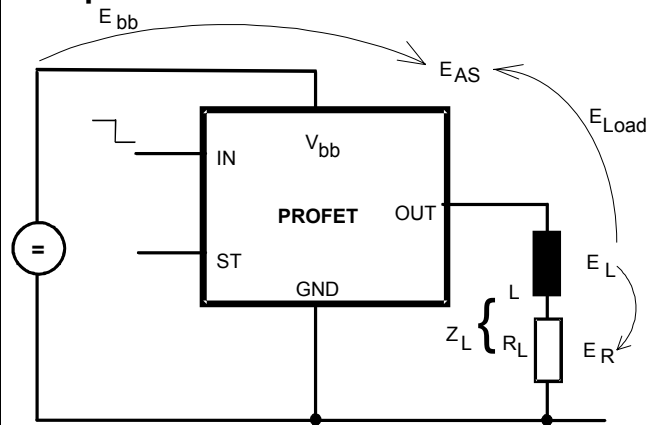 E bb
E AS
E Load
V bb
IN
PROFET
OUT
=
ST
E L
GND
L
Z L { R L
E R